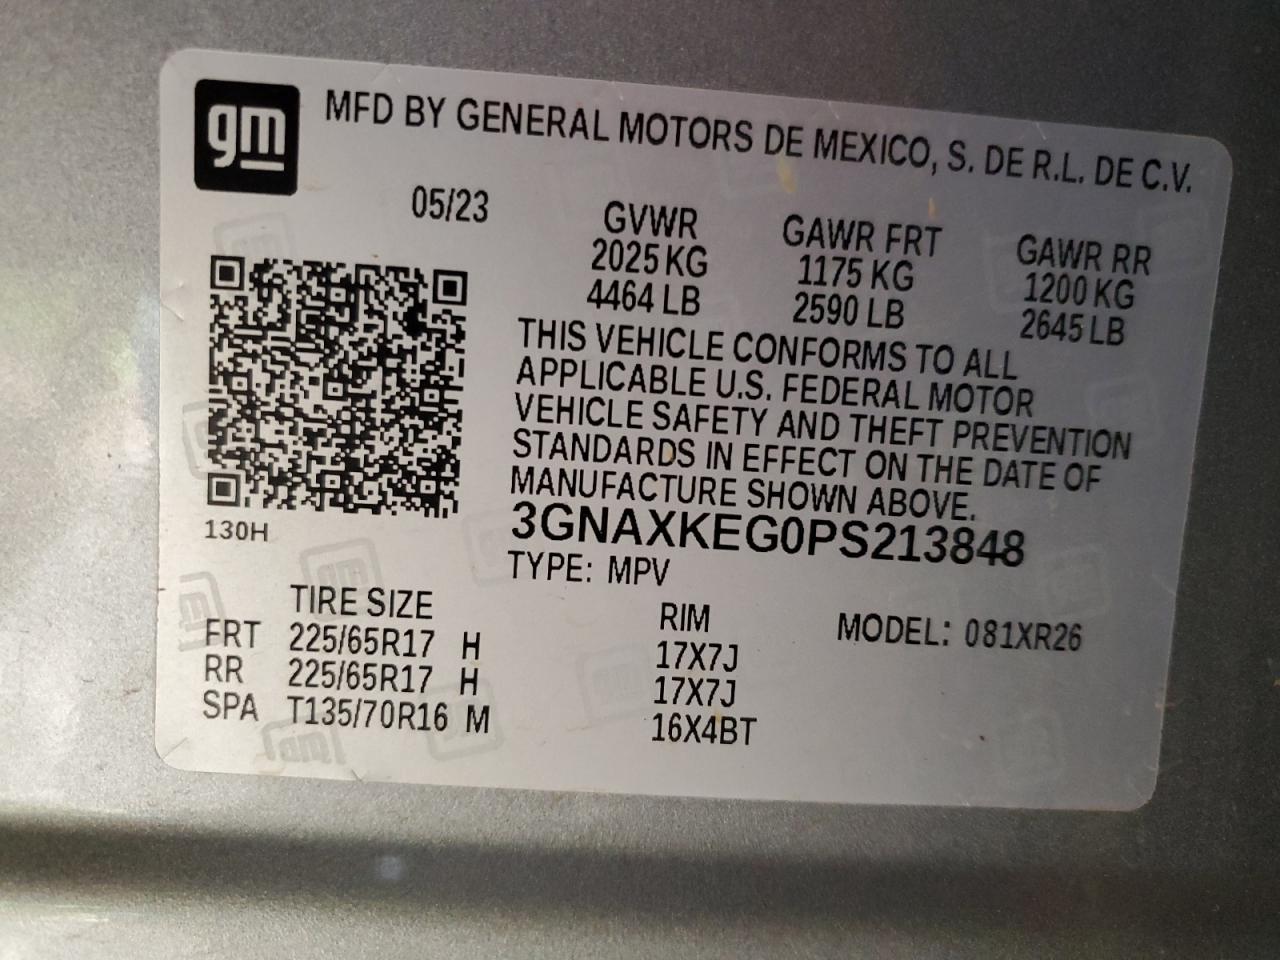 gm
MFD BY GENERAL MOTORS DE MEXICO, S. DE R.L. DE C.V.
05/23
GVWR GAWR FRT GAWR RR
2025 KG 1175 KG 1200 KG
4464 LB 2590 LB 2645 LB
THIS VEHICLE CONFORMS TO ALL
APPLICABLE U.S. FEDERAL MOTOR
VEHICLE SAFETY AND THEFT PREVENTION
STANDARDS IN EFFECT ON THE DATE OF
MANUFACTURE SHOWN ABOVE.
130H
3GNAXKEG0PS213848
TYPE: MPV
TIRE SIZE RIM MODEL: 081XR26
FRT 225/65R17 H 17X7J
RR 225/65R17 H 17X7J
SPA T135/70R16 M 16X4BT